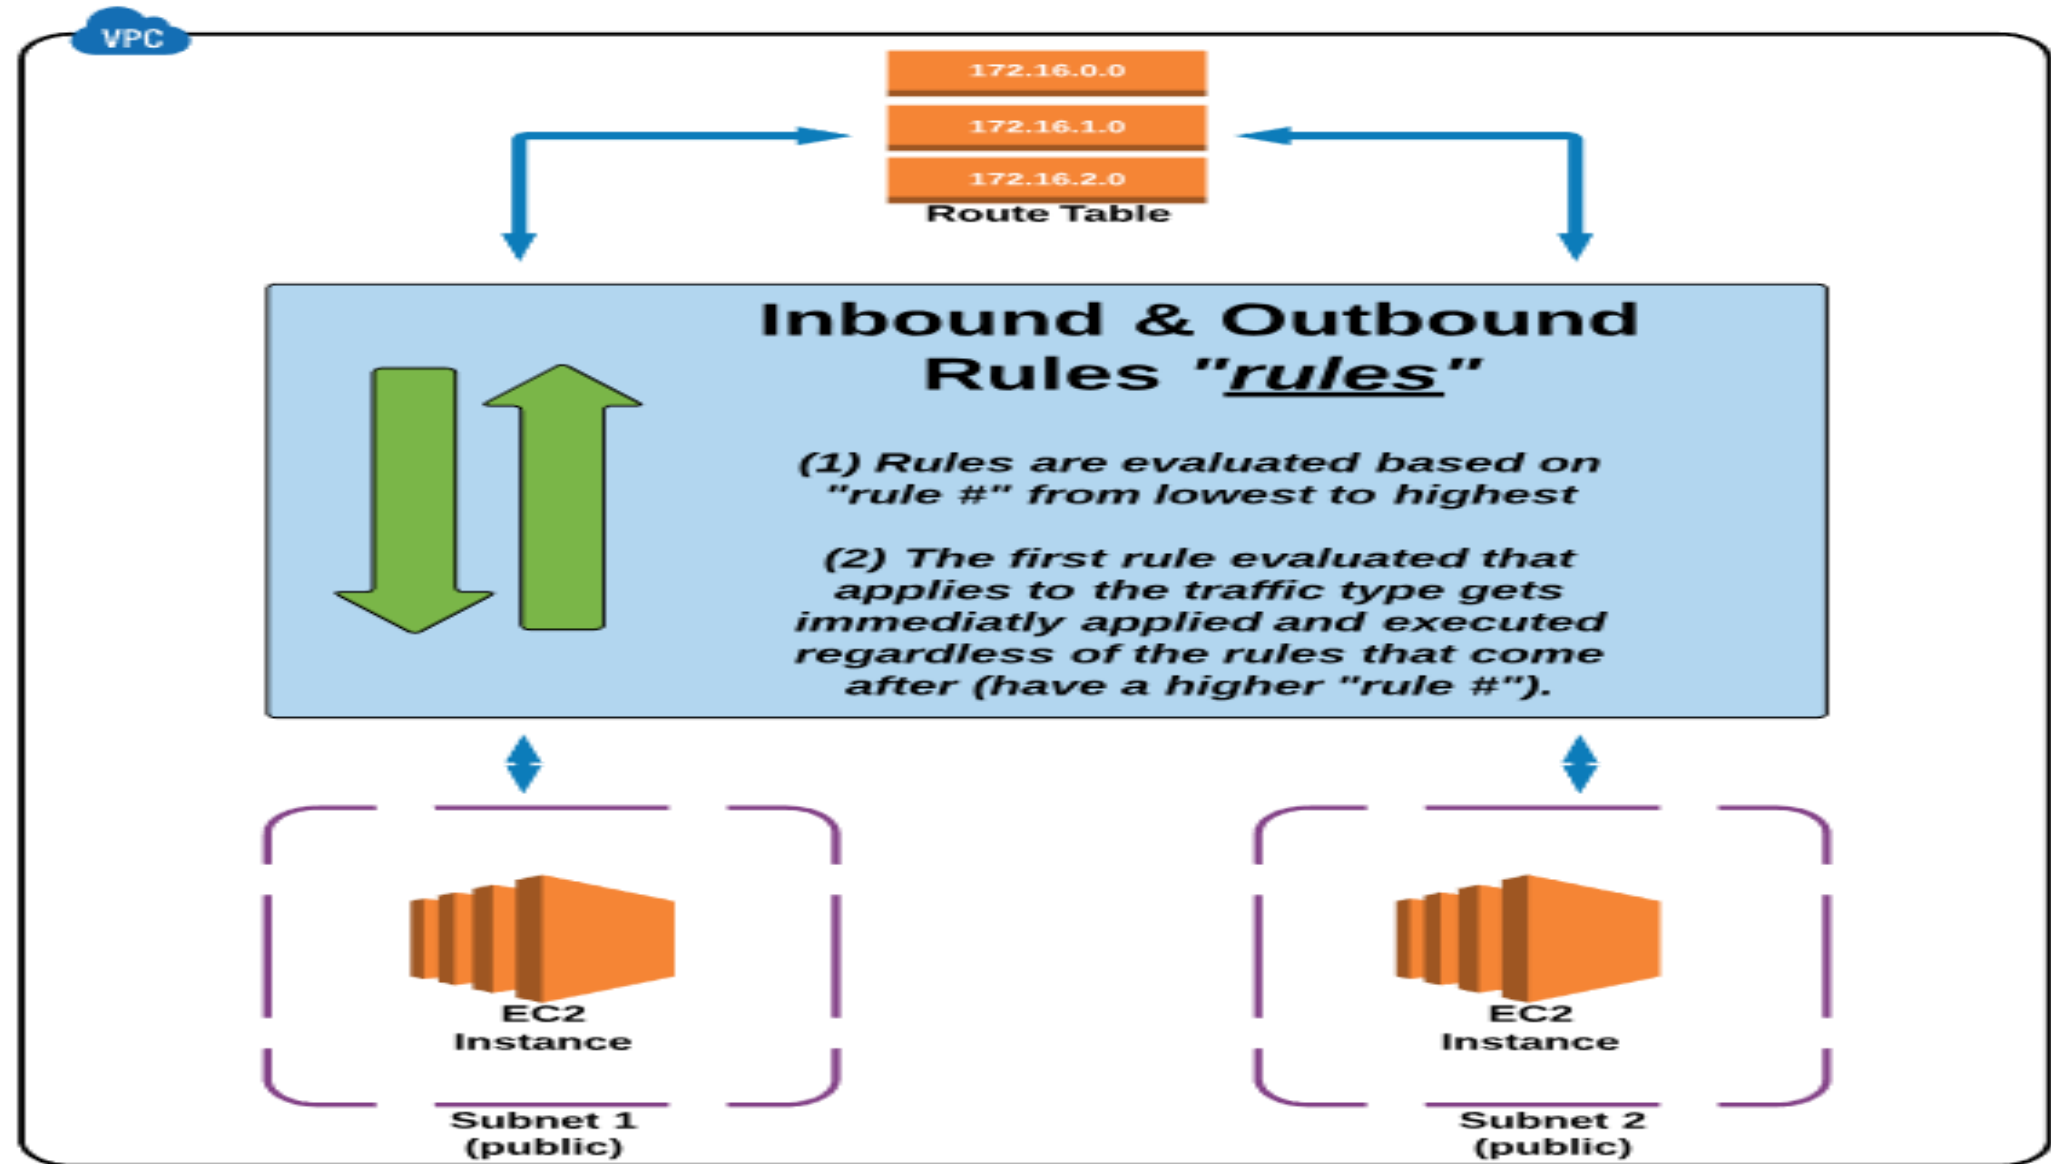 VPC
172.16.0.0
172.16.1.0
172.16.2.0
Route Table
Inbound & Outbound
Rules "rules"
(1) Rules are evaluated based on
"rule #" from lowest to highest
(2) The first rule evaluated that
applies to the traffic type gets
immediatly applied and executed
regardless of the rules that come
after (have a higher "rule #").
EC2
Instance
Subnet 1
(public)
EC2
Instance
Subnet 2
(public)